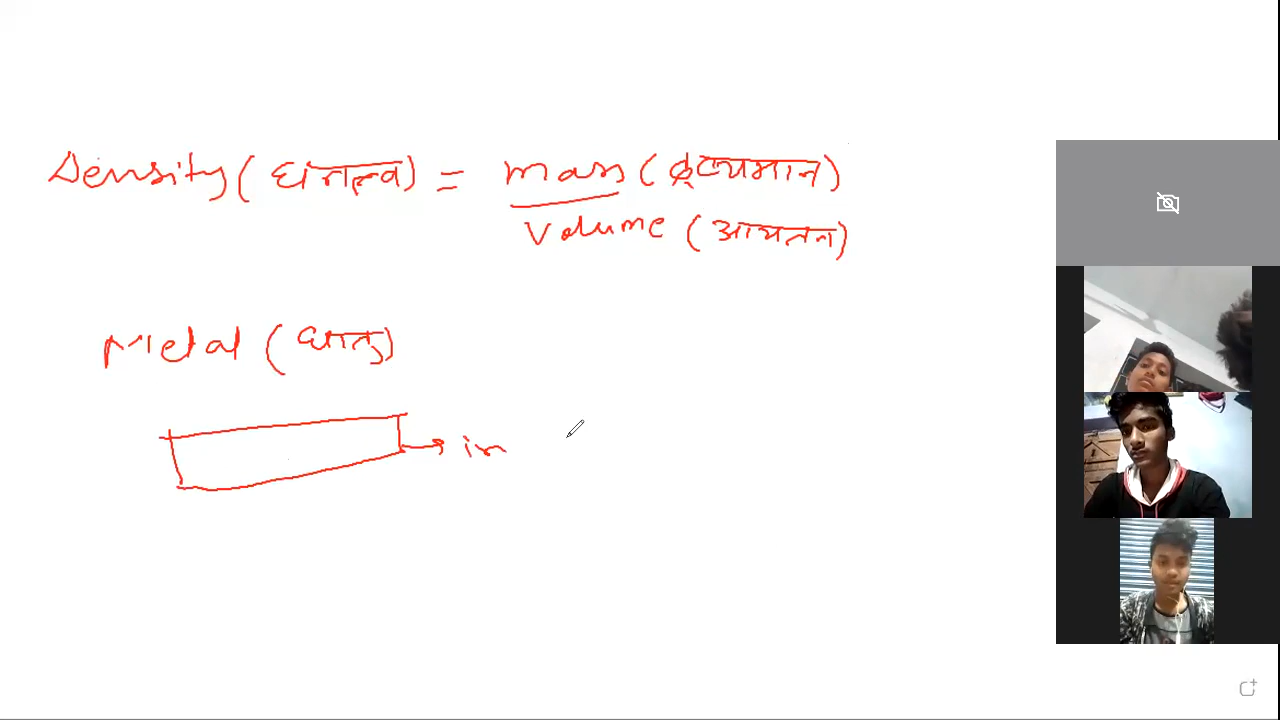 Density (घनत्व) = mass (द्रव्यमान)
Volume (आयतन)
Metal (धातु)
→ in